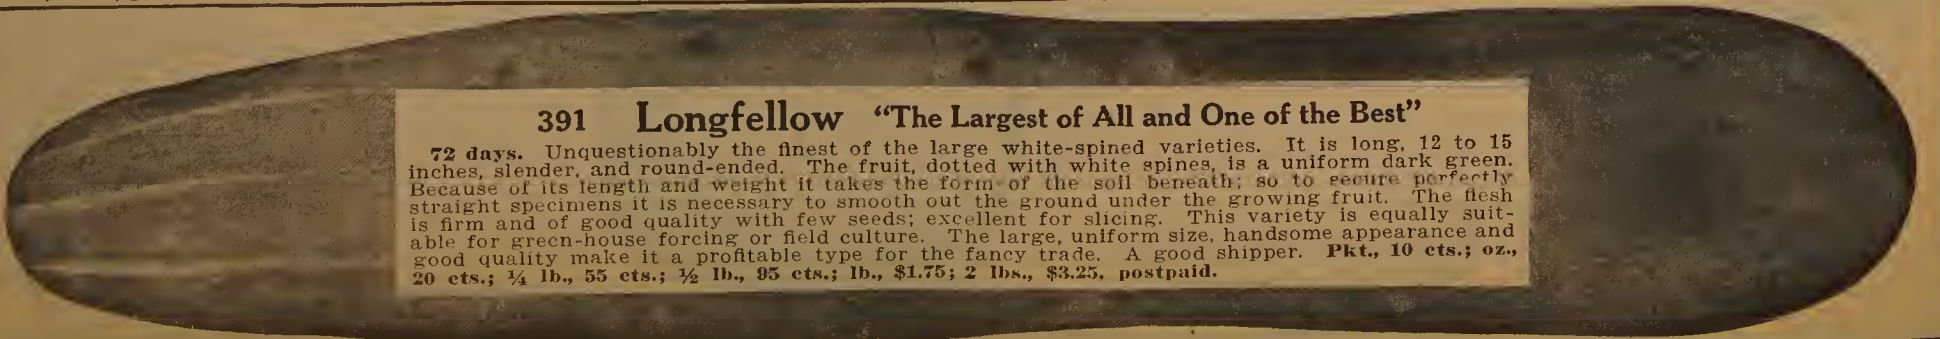 391 Longfellow “The Largest of All and One of the Best”
72 days. Unquestionably the finest of the large white-spined varieties. It is long, 12 to 15
inches, slender, and round-ended. The fruit, dotted with white spines, is a uniform dark green.
Because of its length and weight it takes the form of the soil beneath; so to secure perfectly
straight specimens it is necessary to smooth out the ground under the growing fruit. The flesh
is firm and of good quality with few seeds; excellent for slicing. This variety is equally suit-
able for green-house forcing or field culture. The large, uniform size, handsome appearance and
good quality make it a profitable type for the fancy trade. A good shipper. Pkt., 10 cts.; oz.,
20 cts.; ¼ lb., 55 cts.; ½ lb., 95 cts.; lb., $1.75; 2 lbs., $3.25, postpaid.